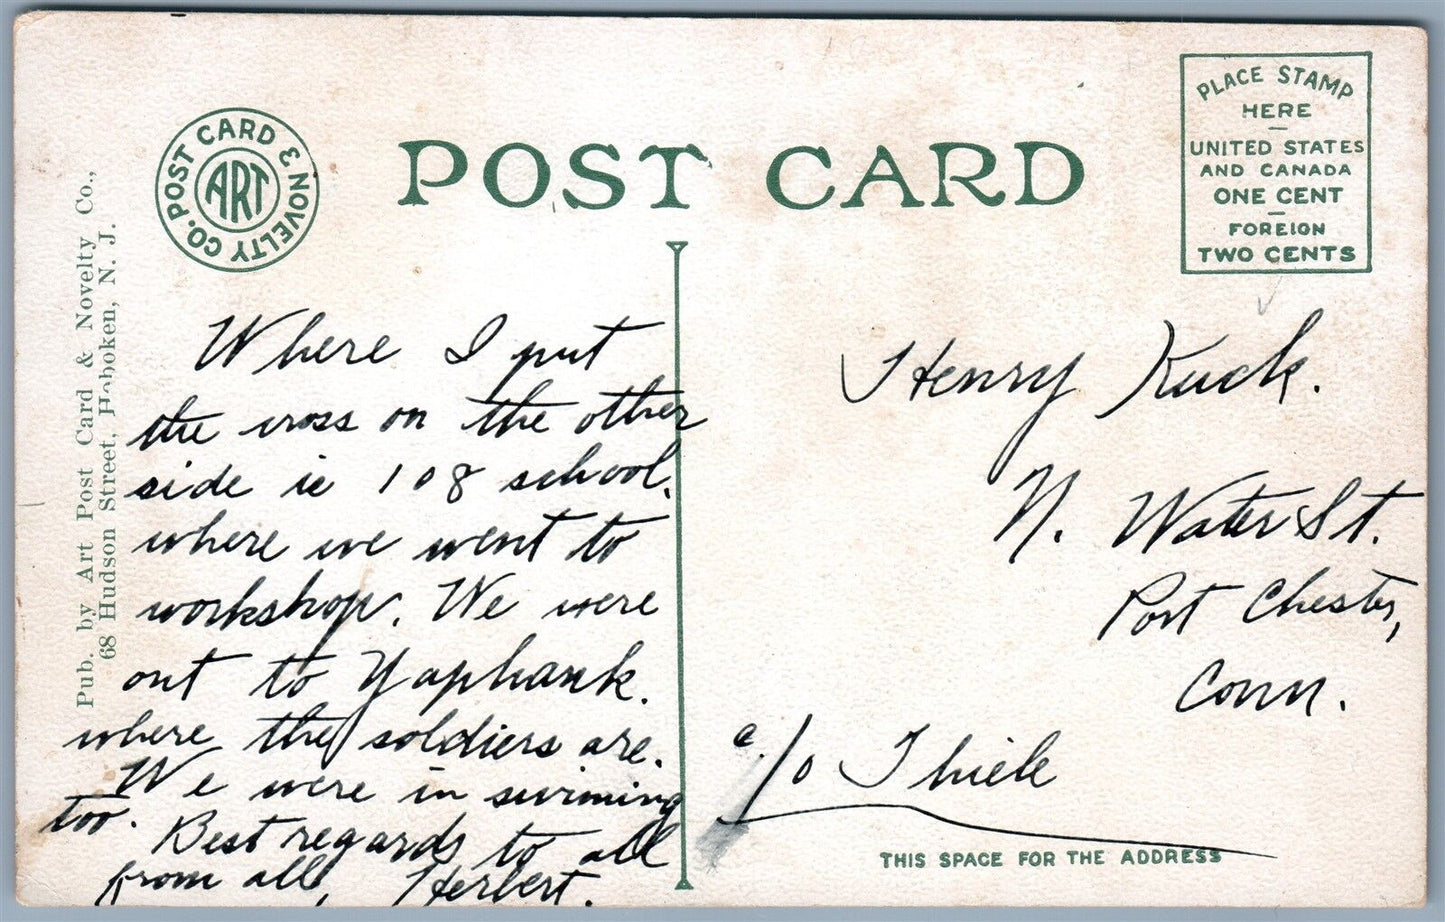 POST CARD & NOVELTY CO.
ART
POST CARD
PLACE STAMP
HERE
UNITED STATES
AND CANADA
ONE CENT
FOREIGN
TWO CENTS
Pub. by Art Post Card & Novelty Co.,
68 Hudson Street, Hoboken, N. J.
Where I put
the cross on the other
side is 108 school.
where we went to
workshop. We were
out to Yaphank.
where the soldiers are.
We were in swimming
too.
Best regards to all
from all, Herbert.
Henry Kuck.
N. Water St.
Port Chester,
Conn.
c/o Thiele
THIS SPACE FOR THE ADDRESS